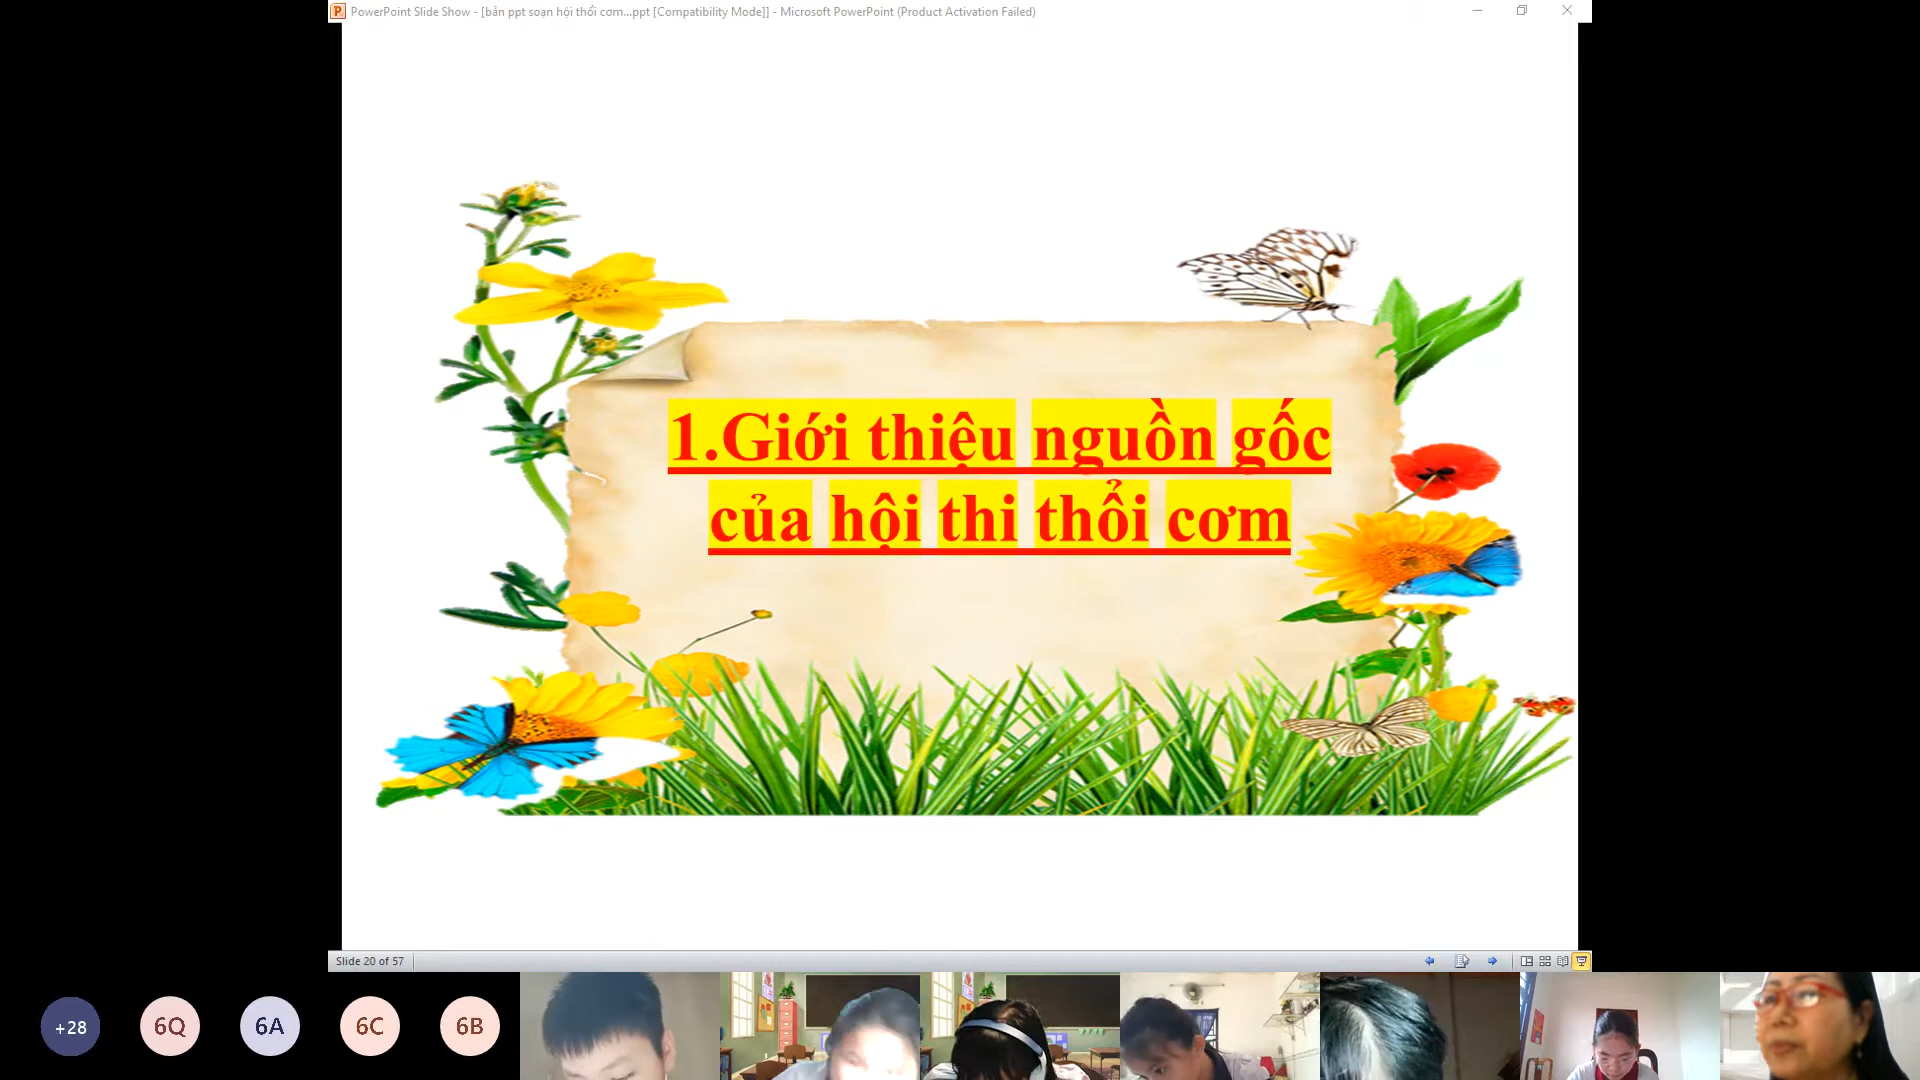 PowerPoint Slide Show - [bản ppt soạn hội thổi cơm...ppt [Compatibility Mode]] - Microsoft PowerPoint (Product Activation Failed)
1.Giới thiệu nguồn gốc
của hội thi thổi cơm
Slide 20 of 57
+28
6Q
6A
6C
6B